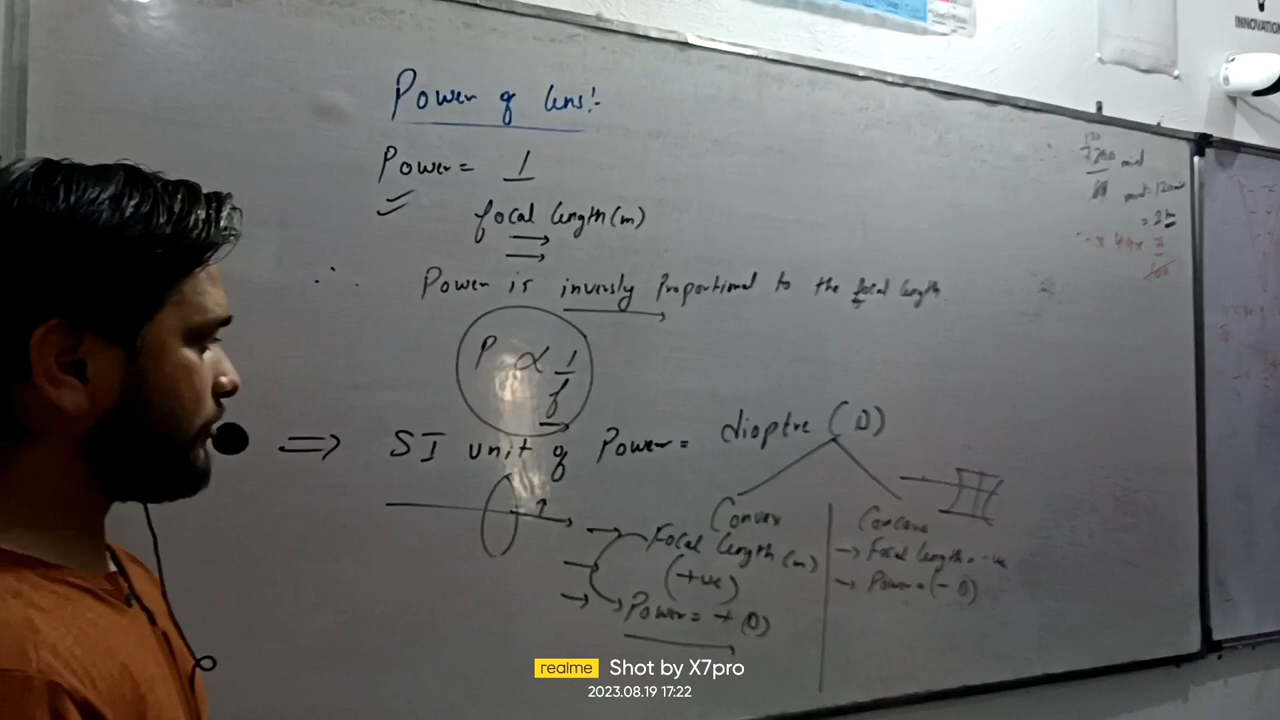 Power of lens:-
Power = 1
focal length (m)
∴ Power is inversly Proportional to the focal length.
P ∝ 1
f
⇒ SI unit of Power = dioptre (D)
Convex
→ Focal length (m)
(+ve)
→ Power = + (D)
Concave
→ Focal length = -ve
→ Power = (- D)
= 2m
INNOVATION
realme Shot by X7pro
2023.08.19 17:22